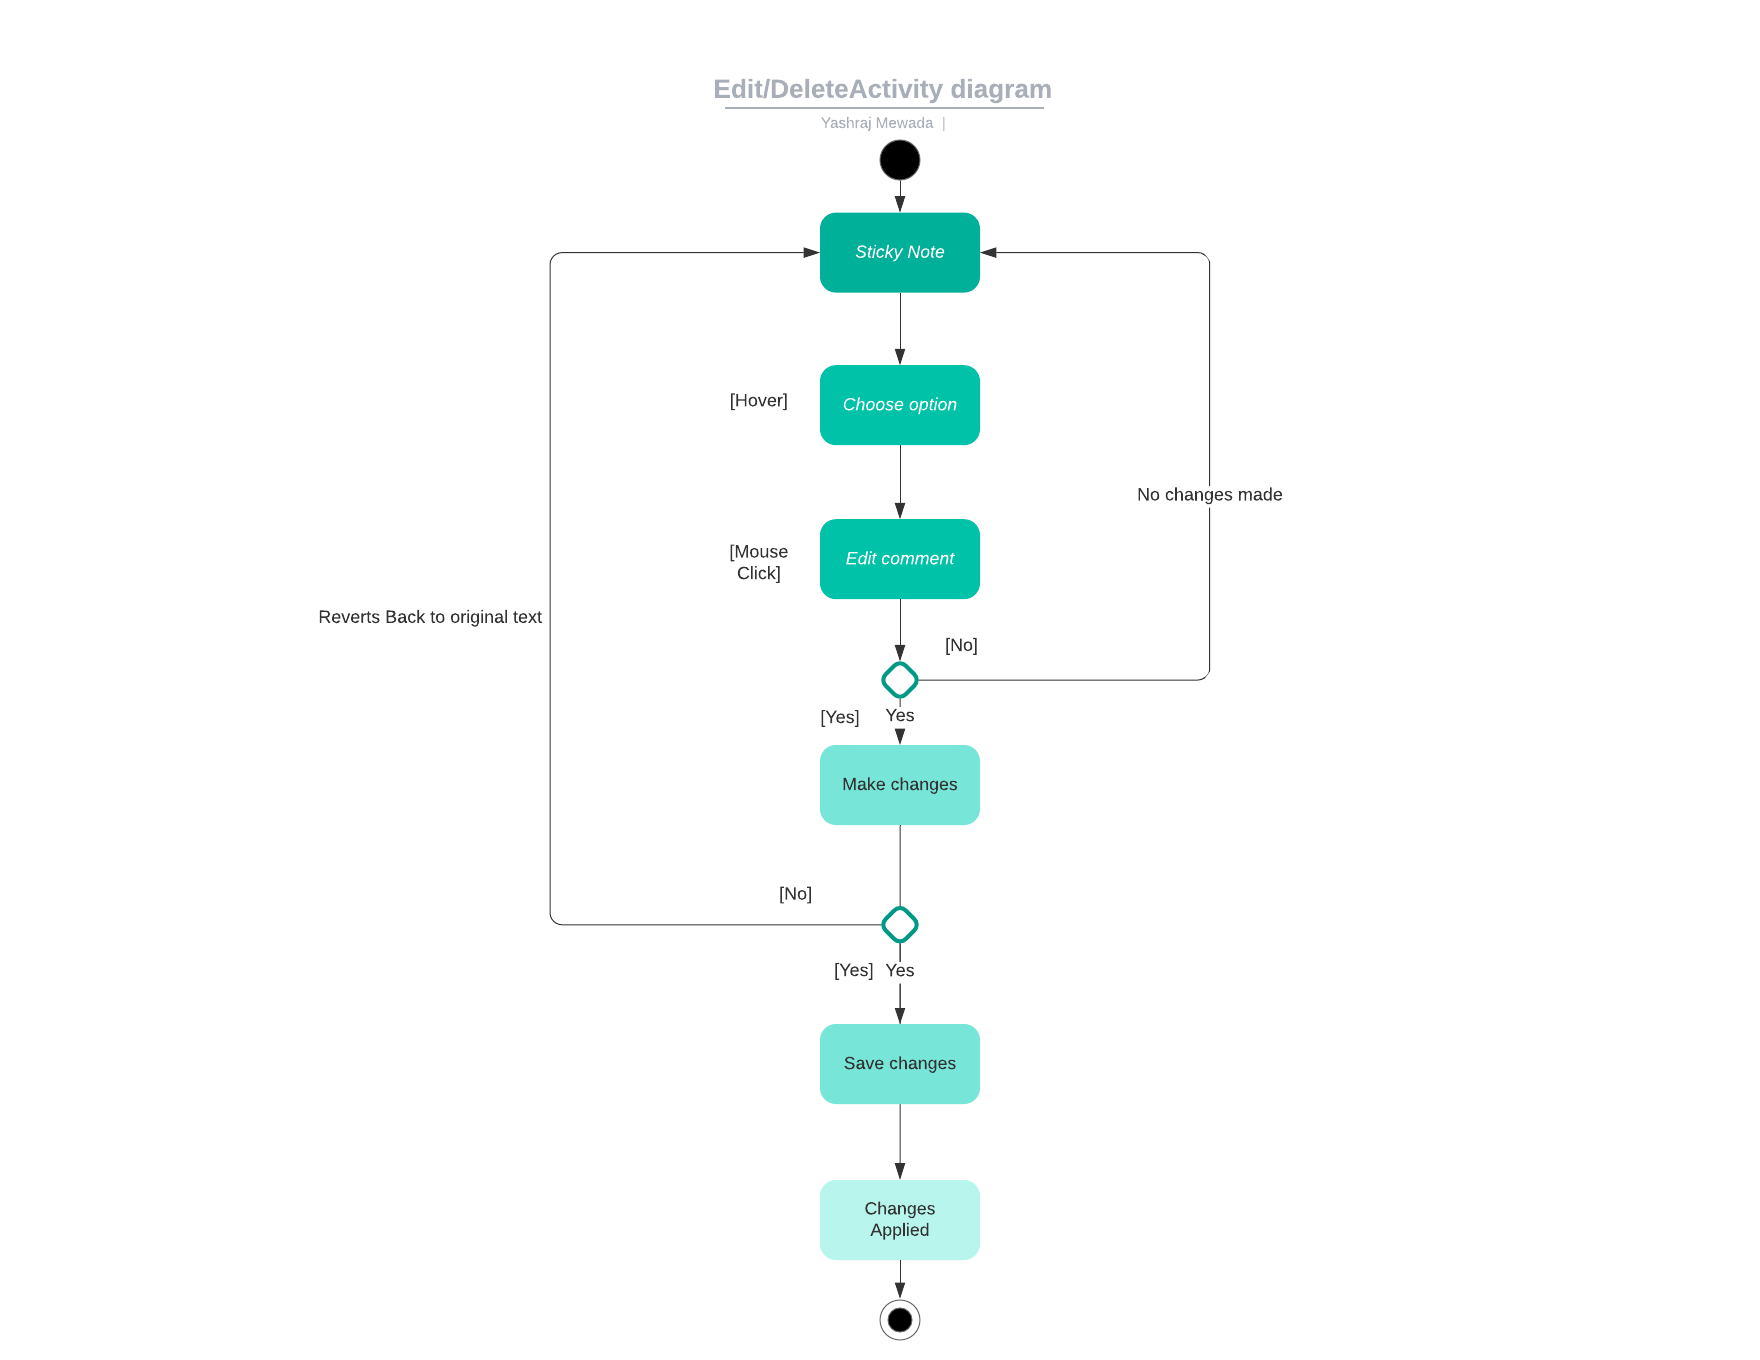 Edit/DeleteActivity diagram
Yashraj Mewada |
Sticky Note
[Hover]
Choose option
No changes made
[Mouse
Click]
Edit comment
Reverts Back to original text
[No]
[Yes] Yes
Make changes
[No]
[Yes] Yes
Save changes
Changes
Applied